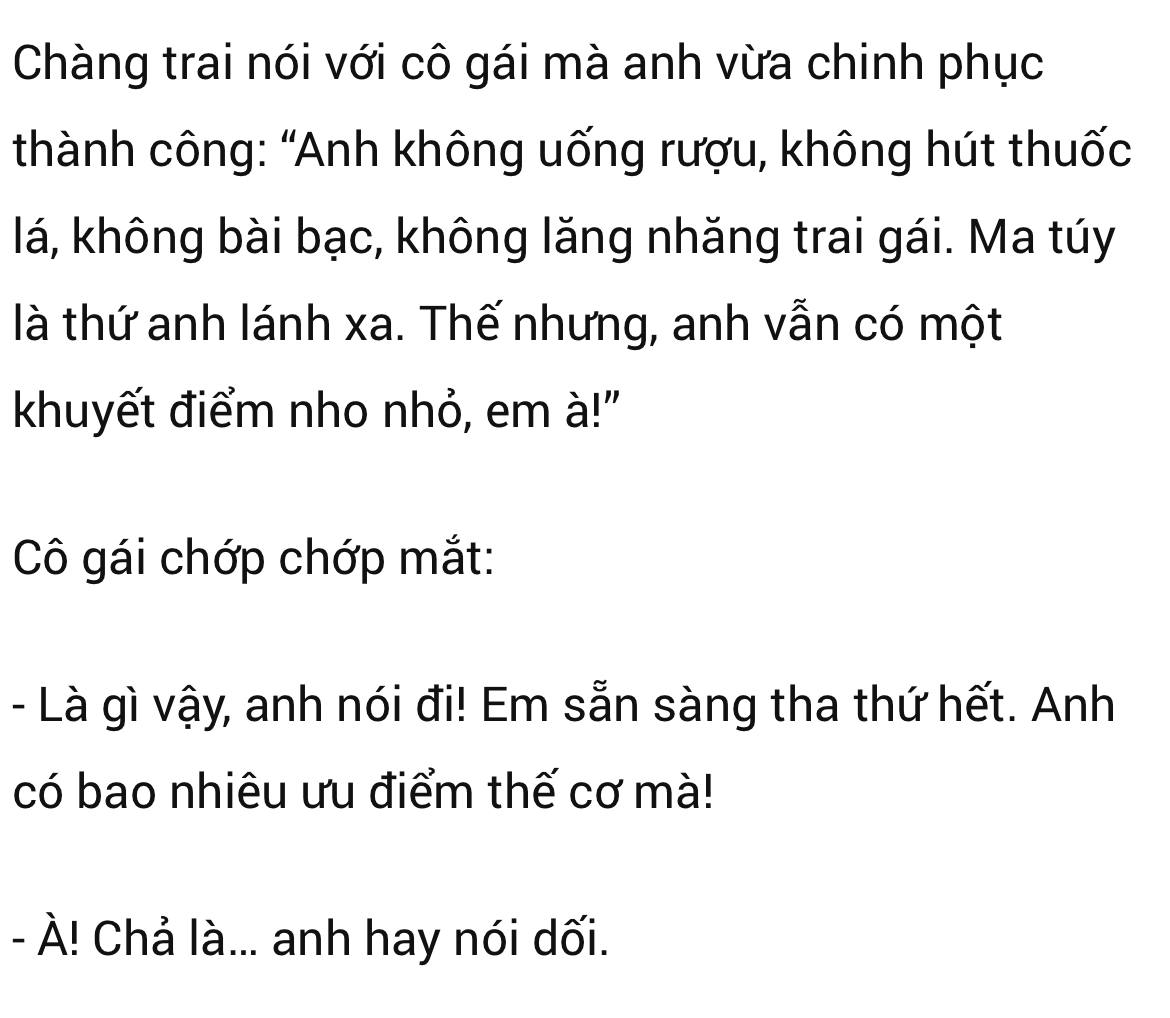 Chàng trai nói với cô gái mà anh vừa chinh phục
thành công: “Anh không uống rượu, không hút thuốc
lá, không bài bạc, không lăng nhăng trai gái. Ma túy
là thứ anh lánh xa. Thế nhưng, anh vẫn có một
khuyết điểm nho nhỏ, em à!”
Cô gái chớp chớp mắt:
- Là gì vậy, anh nói đi! Em sẵn sàng tha thứ hết. Anh
có bao nhiêu ưu điểm thế cơ mà!
- À! Chả là... anh hay nói dối.